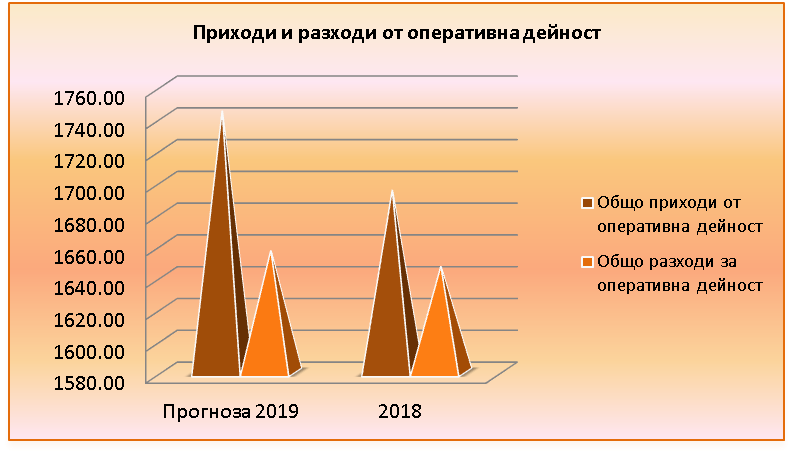 Приходи и разходи от оперативна дейност
1760.00
1740.00
1720.00
1700.00
1680.00
1660.00
1640.00
1620.00
1600.00
1580.00
Прогноза 2019
2018
Общо приходи от
оперативна дейност
Общо разходи за
оперативна дейност